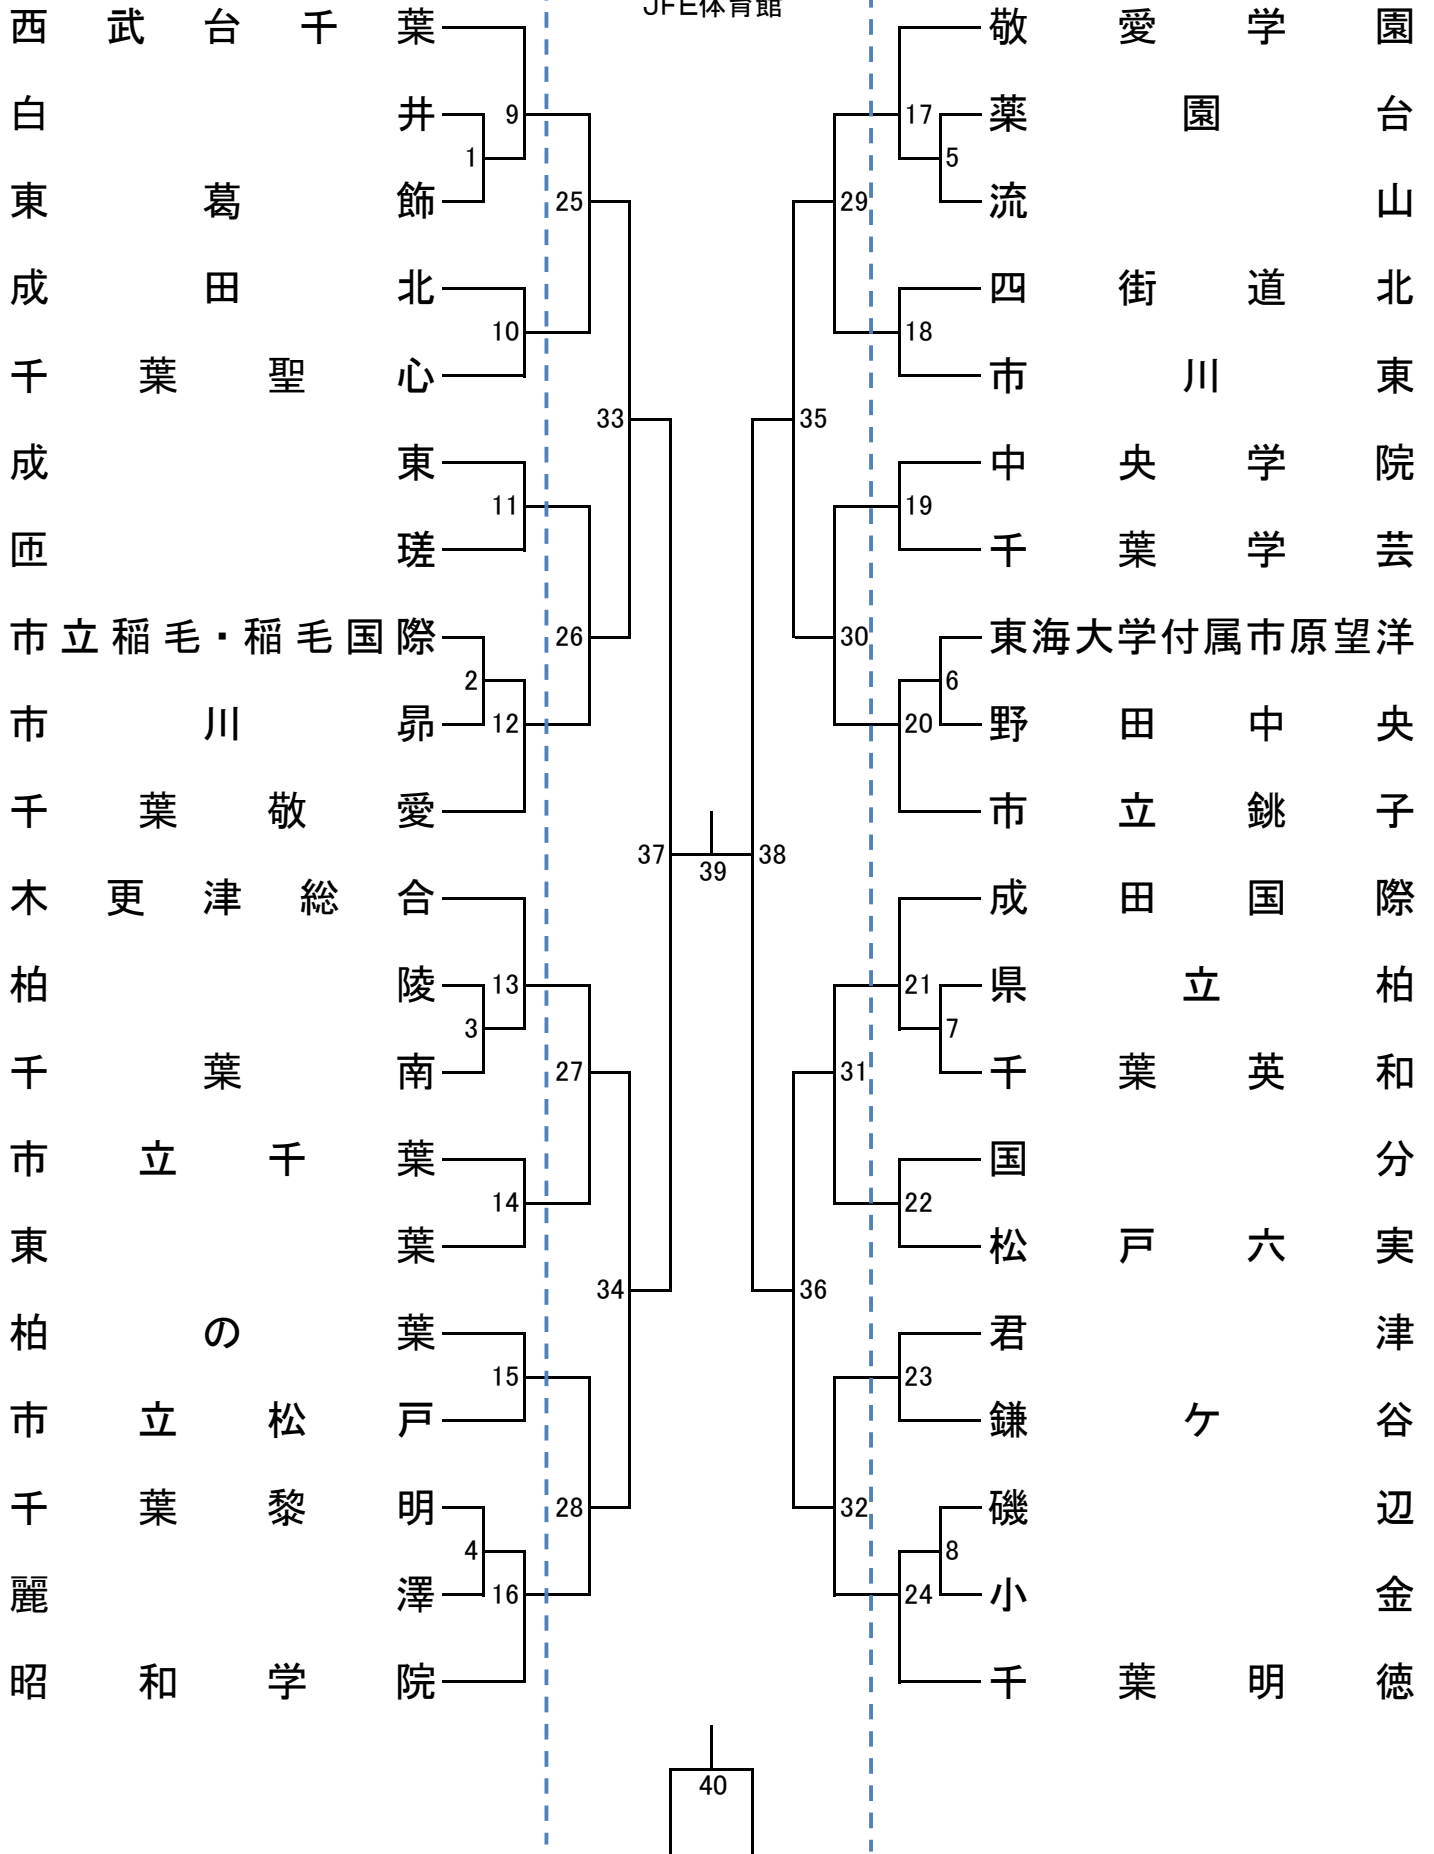 JFE体育館
西武台千葉
白井
東葛飾
成田北
千葉聖心
成東
匝瑳
市立稲毛・稲毛国際
市川昴
千葉敬愛
木更津総合
柏陵
千葉南
市立千葉
東葉
柏の葉
市立松戸
千葉黎明
麗澤
昭和学院
1
2
3
4
9
10
11
12
13
14
15
16
25
26
27
28
33
34
37
39
38
35
36
29
30
31
32
17
18
19
20
21
22
23
24
5
6
7
8
敬愛学園
薬園台
流山
四街道北
市川東
中央学院
千葉学芸
東海大学付属市原望洋
野田中央
市立銚子
成田国際
県立柏
千葉英和
国分
松戸六実
君津
鎌ケ谷
磯辺
小金
千葉明徳
40